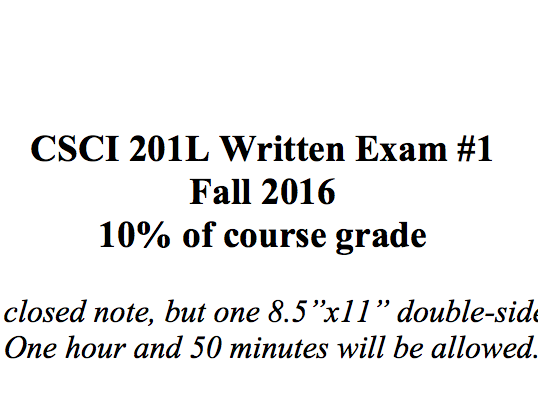 CSCI 201L Written Exam #1
Fall 2016
10% of course grade
closed note, but one 8.5”x11” double-side
One hour and 50 minutes will be allowed.